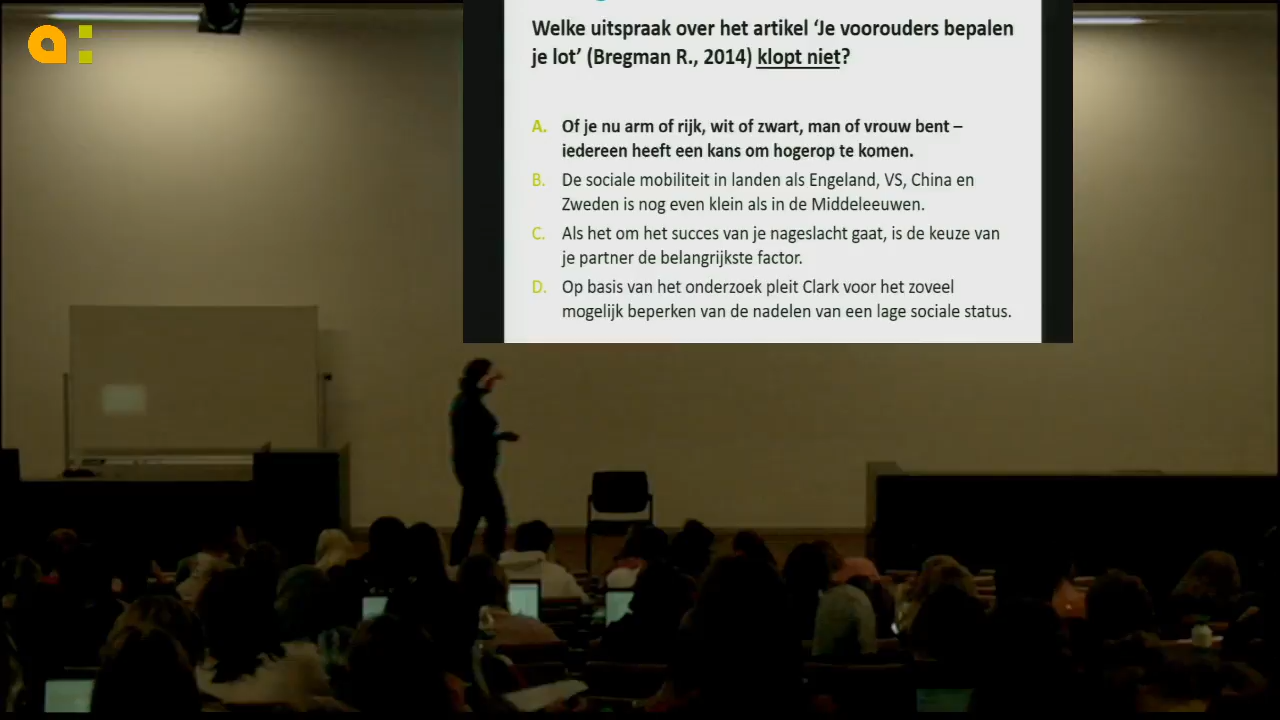 Welke uitspraak over het artikel ‘Je voorouders bepalen
je lot’ (Bregman R., 2014) klopt niet?
A. Of je nu arm of rijk, wit of zwart, man of vrouw bent –
iedereen heeft een kans om hogerop te komen.
B. De sociale mobiliteit in landen als Engeland, VS, China en
Zweden is nog even klein als in de Middeleeuwen.
C. Als het om het succes van je nageslacht gaat, is de keuze van
je partner de belangrijkste factor.
D. Op basis van het onderzoek pleit Clark voor het zoveel
mogelijk beperken van de nadelen van een lage sociale status.